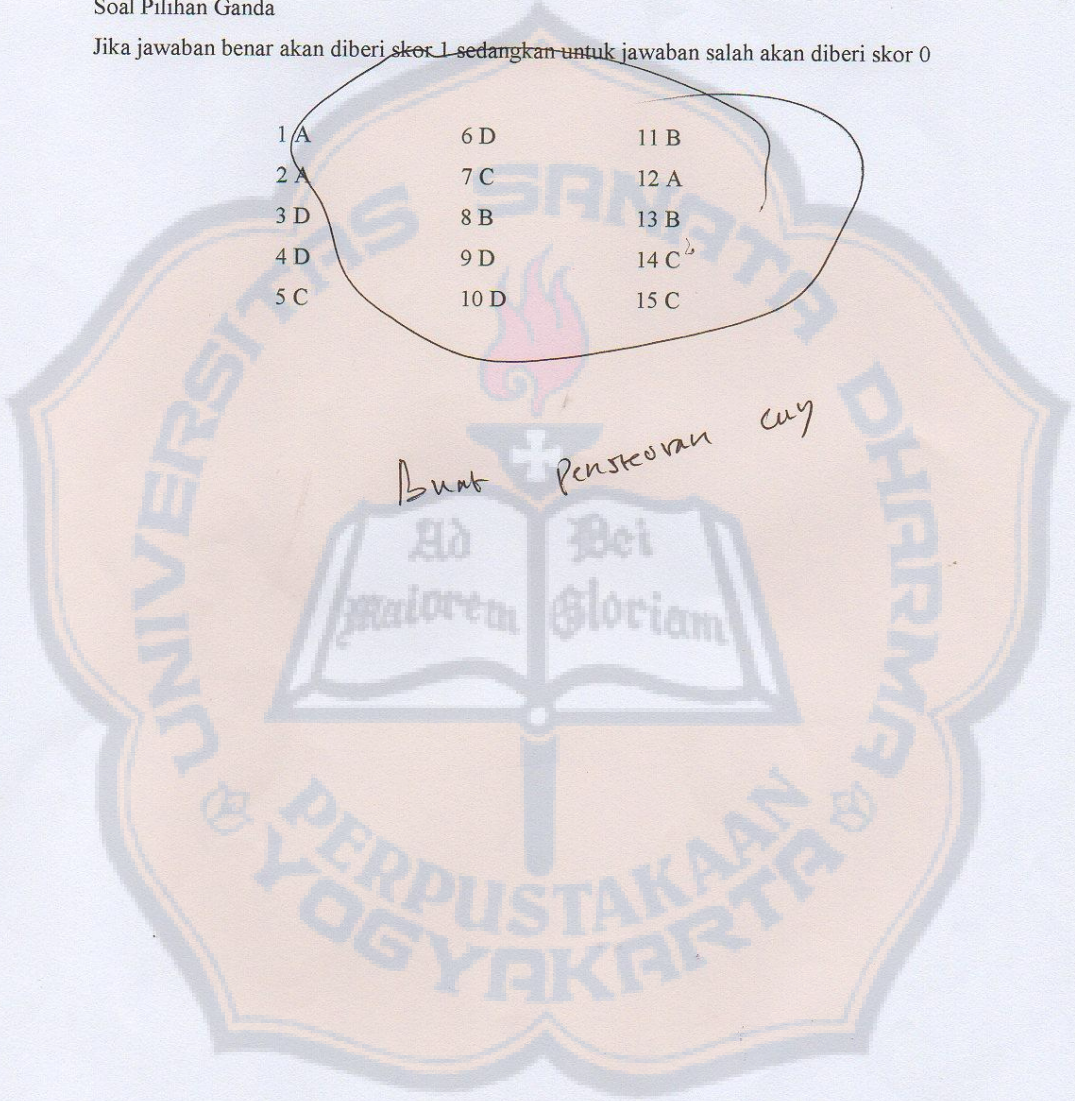 Soal Pilihan Ganda
Jika jawaban benar akan diberi skor 1 sedangkan untuk jawaban salah akan diberi skor 0
1 A 6 D 11 B
2 A 7 C 12 A
3 D 8 B 13 B
4 D 9 D 14 C
5 C 10 D 15 C
UNIVERSITAS SANATA DHARMA
Buat Penskoran cuy
Ad Dei
maiorem Gloriam
PERPUSTAKAAN
YOGYAKARTA